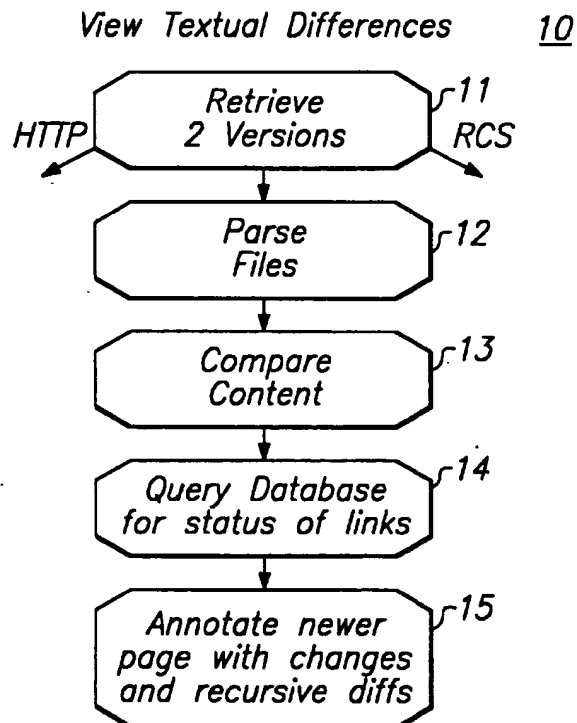 View Textual Differences 10
Retrieve
2 Versions
11
HTTP
RCS
Parse
Files
12
Compare
Content
13
Query Database
for status of links
14
Annotate newer
page with changes
and recursive diffs
15